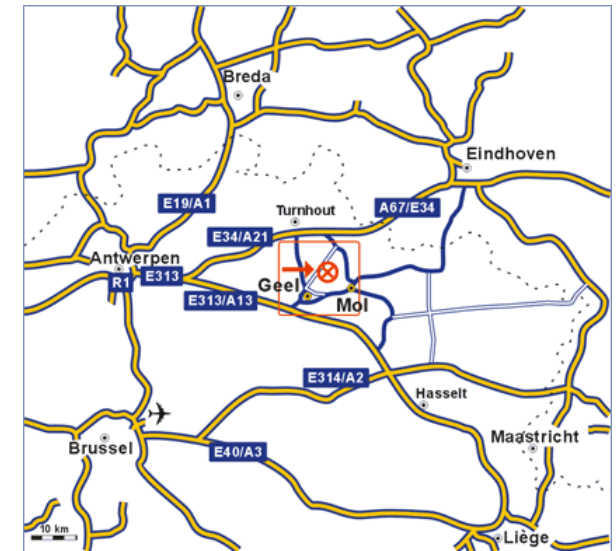 Breda
Eindhoven
E19/A1
A67/E34
Turnhout
E34/A21
Antwerpen
E313
R1
Geel
Mol
E313/A13
E314/A2
Hasselt
Maastricht
Brussel
E40/A3
10 km
Liège